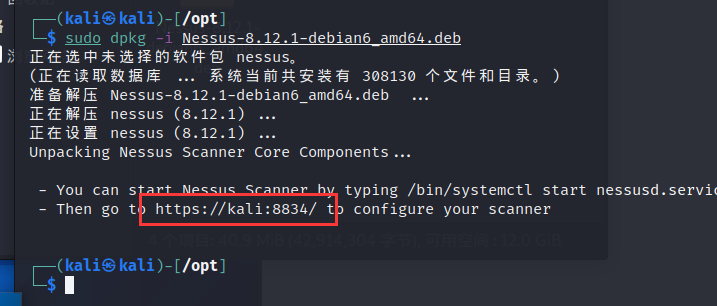 ┌──(kali㉿kali)-[/opt]
└─$ sudo dpkg -i Nessus-8.12.1-debian6_amd64.deb
正在选中未选择的软件包 nessus。
(正在读取数据库 ... 系统当前共安装有 308130 个文件和目录。)
准备解压 Nessus-8.12.1-debian6_amd64.deb ...
正在解压 nessus (8.12.1) ...
正在设置 nessus (8.12.1) ...
Unpacking Nessus Scanner Core Components...
- You can start Nessus Scanner by typing /bin/systemctl start nessusd.servic
- Then go to https://kali:8834/ to configure your scanner
┌──(kali㉿kali)-[/opt]
└─$